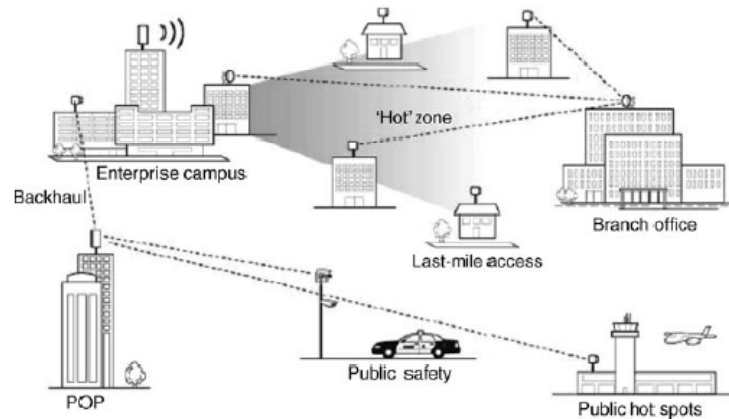 'Hot' zone
Enterprise campus
Backhaul
Branch office
Last-mile access
Public safety
POP
Public hot spots